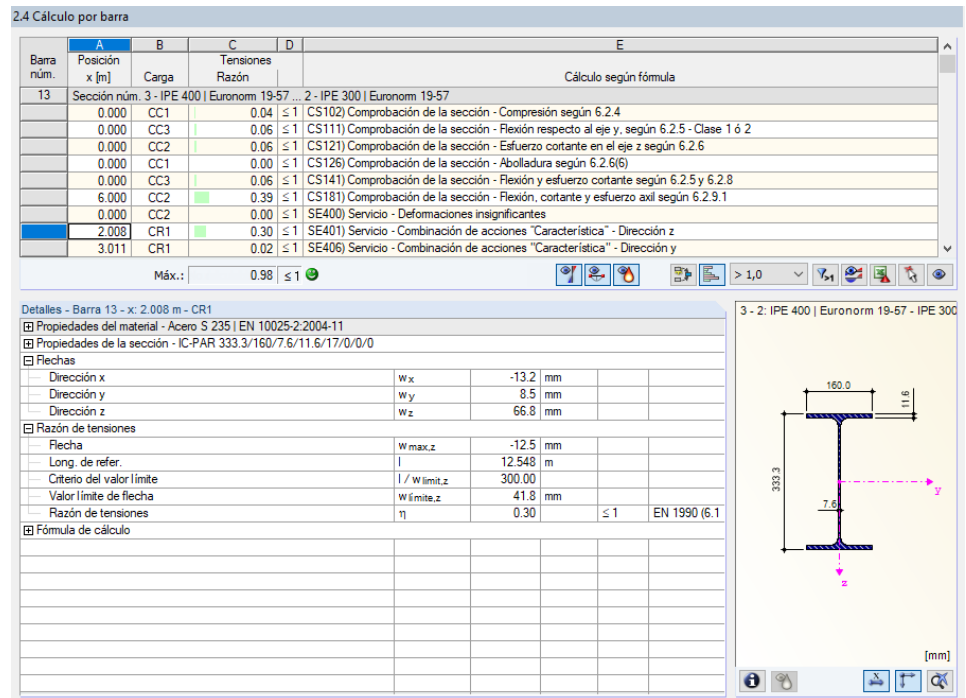 2.4 Cálculo por barra
A B C D E
Barra Posición Tensiones
núm. x [m] Carga Razón Cálculo según fórmula
13 Sección núm. 3 - IPE 400 | Euronorm 19-57 ... 2 - IPE 300 | Euronorm 19-57
0.000 CC1 0.04 ≤ 1 CS102) Comprobación de la sección - Compresión según 6.2.4
0.000 CC3 0.06 ≤ 1 CS111) Comprobación de la sección - Flexión respecto al eje y, según 6.2.5 - Clase 1 ó 2
0.000 CC2 0.06 ≤ 1 CS121) Comprobación de la sección - Esfuerzo cortante en el eje z según 6.2.6
0.000 CC1 0.00 ≤ 1 CS126) Comprobación de la sección - Abolladura según 6.2.6(6)
0.000 CC3 0.06 ≤ 1 CS141) Comprobación de la sección - Flexión y esfuerzo cortante según 6.2.5 y 6.2.8
6.000 CC2 0.39 ≤ 1 CS181) Comprobación de la sección - Flexión, cortante y esfuerzo axil según 6.2.9.1
0.000 CC2 0.00 ≤ 1 SE400) Servicio - Deformaciones insignificantes
2.008 CR1 0.30 ≤ 1 SE401) Servicio - Combinación de acciones "Característica" - Dirección z
3.011 CR1 0.02 ≤ 1 SE406) Servicio - Combinación de acciones "Característica" - Dirección y
Máx.: 0.98 ≤ 1 > 1,0
Detalles - Barra 13 - x: 2.008 m - CR1
Propiedades del material - Acero S 235 | EN 10025-2:2004-11
Propiedades de la sección - IC-PAR 333.3/160/7.6/11.6/17/0/0/0
Flechas
Dirección x wx -13.2 mm
Dirección y wy 8.5 mm
Dirección z wz 66.8 mm
Razón de tensiones
Flecha wmax,z -12.5 mm
Long. de refer. l 12.548 m
Criterio del valor límite l / wlimit,z 300.00
Valor límite de flecha wlímite,z 41.8 mm
Razón de tensiones η 0.30 ≤ 1 EN 1990 (6.1
Fórmula de cálculo
3 - 2: IPE 400 | Euronorm 19-57 - IPE 300
160.0
11.6
333.3
7.6
y
z
[mm]